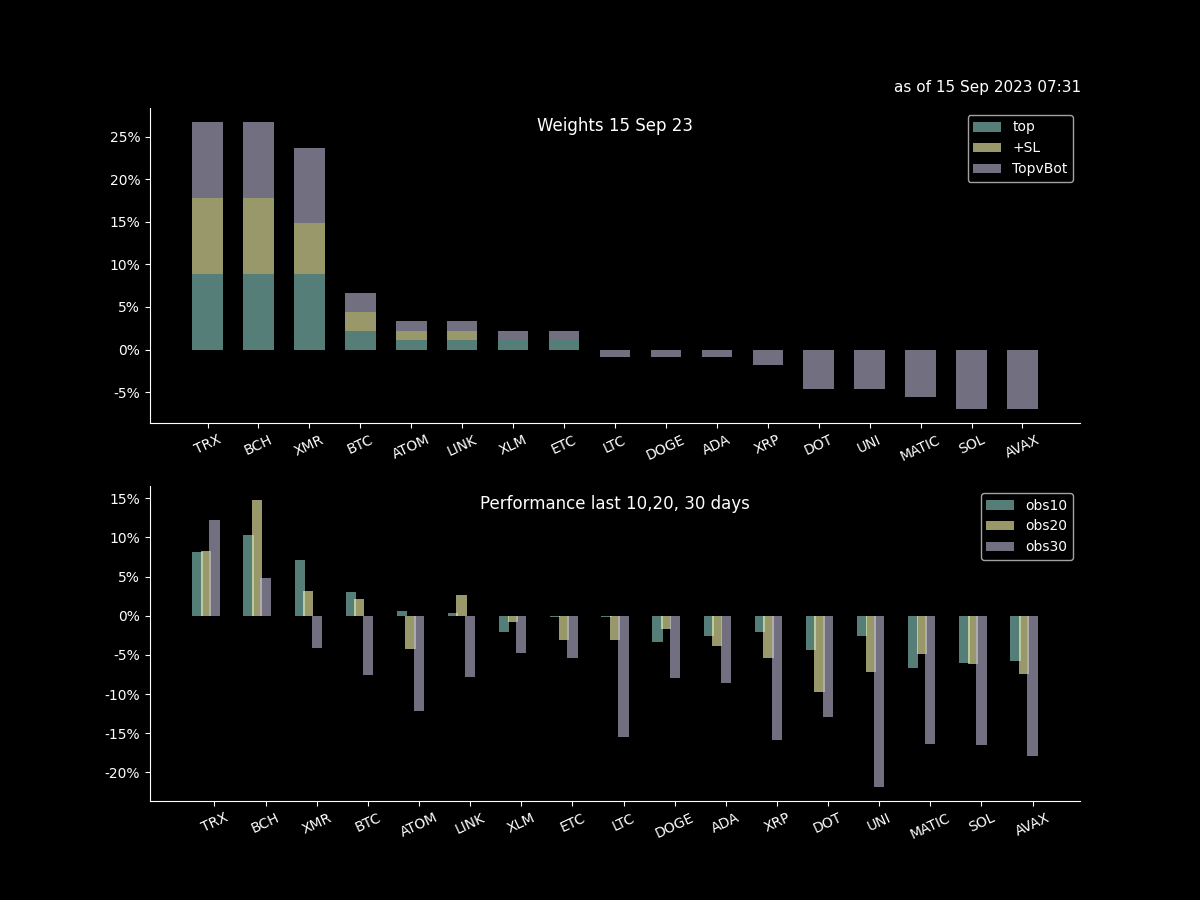 as of 15 Sep 2023 07:31
Weights 15 Sep 23
top
+SL
TopvBot
25%
20%
15%
10%
5%
0%
-5%
TRX BCH XMR BTC ATOM LINK XLM ETC LTC DOGE ADA XRP DOT UNI MATIC SOL AVAX
Performance last 10,20, 30 days
obs10
obs20
obs30
15%
10%
5%
0%
-5%
-10%
-15%
-20%
TRX BCH XMR BTC ATOM LINK XLM ETC LTC DOGE ADA XRP DOT UNI MATIC SOL AVAX